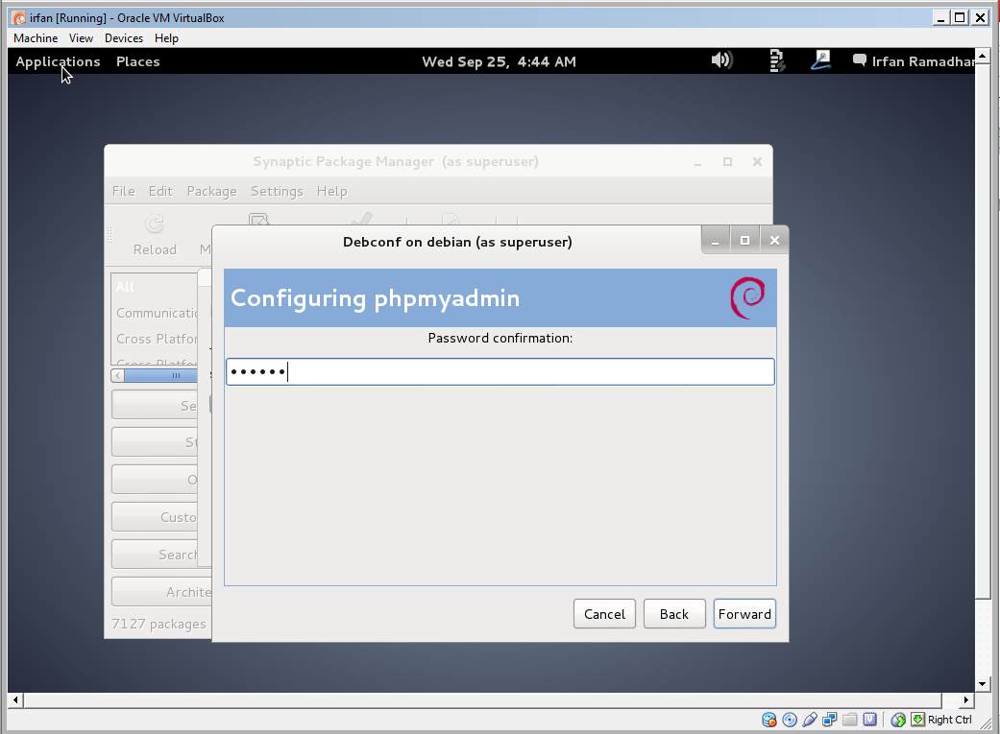 irfan [Running] - Oracle VM VirtualBox
Machine View Devices Help
Applications Places Wed Sep 25, 4:44 AM Irfan Ramadhan
Synaptic Package Manager (as superuser)
File Edit Package Settings Help
Reload M
Debconf on debian (as superuser)
Configuring phpmyadmin
Password confirmation:
••••••
All
Communicatio
Cross Platfor
Cross Platfor
Se
St
O
Custo
Search
Archite
7127 packages
Cancel Back Forward
Right Ctrl